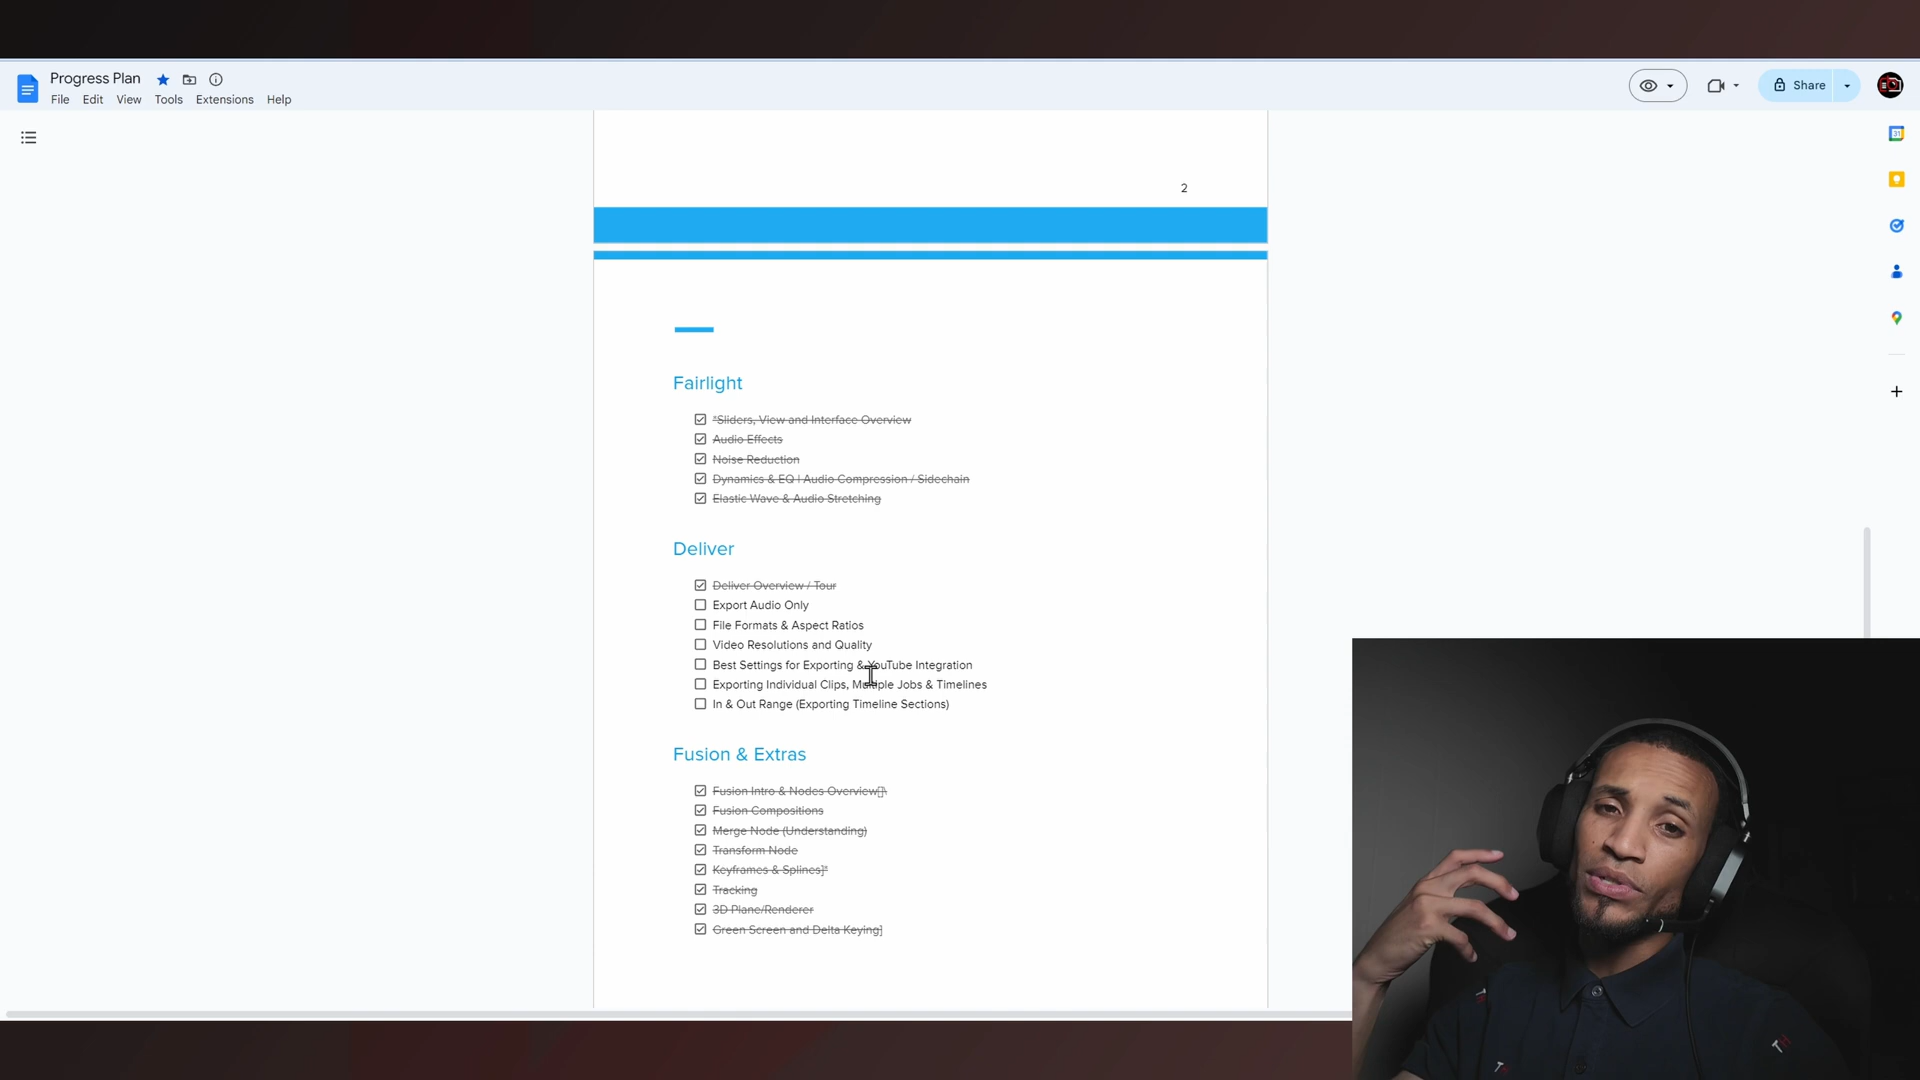 Progress Plan
File Edit View Tools Extensions Help
Share
31
2
Fairlight
*Sliders, View and Interface Overview
Audio Effects
Noise Reduction
Dynamics & EQ | Audio Compression / Sidechain
Elastic Wave & Audio Stretching
Deliver
Deliver Overview / Tour
Export Audio Only
File Formats & Aspect Ratios
Video Resolutions and Quality
Best Settings for Exporting & YouTube Integration
Exporting Individual Clips, Multiple Jobs & Timelines
In & Out Range (Exporting Timeline Sections)
Fusion & Extras
Fusion Intro & Nodes Overview[]\
Fusion Compositions
Merge Node (Understanding)
Transform Node
Keyframes & Splines]*
Tracking
3D Plane/Renderer
Green Screen and Delta Keying]